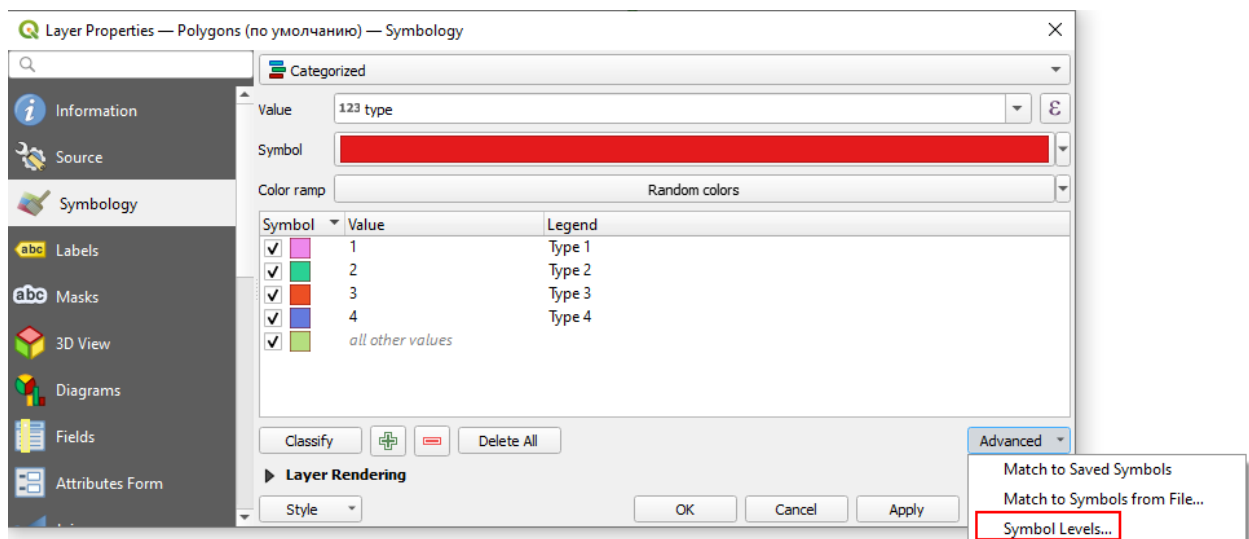 Layer Properties — Polygons (по умолчанию) — Symbology
Categorized
Information
Value 123 type ε
Source
Symbol
Symbology
Color ramp Random colors
Symbol Value Legend
1 Type 1
abc Labels
2 Type 2
abc Masks
3 Type 3
4 Type 4
3D View
all other values
Diagrams
Fields
Classify Delete All Advanced
Layer Rendering
Match to Saved Symbols
Attributes Form
Match to Symbols from File...
Style OK Cancel Apply
Symbol Levels...